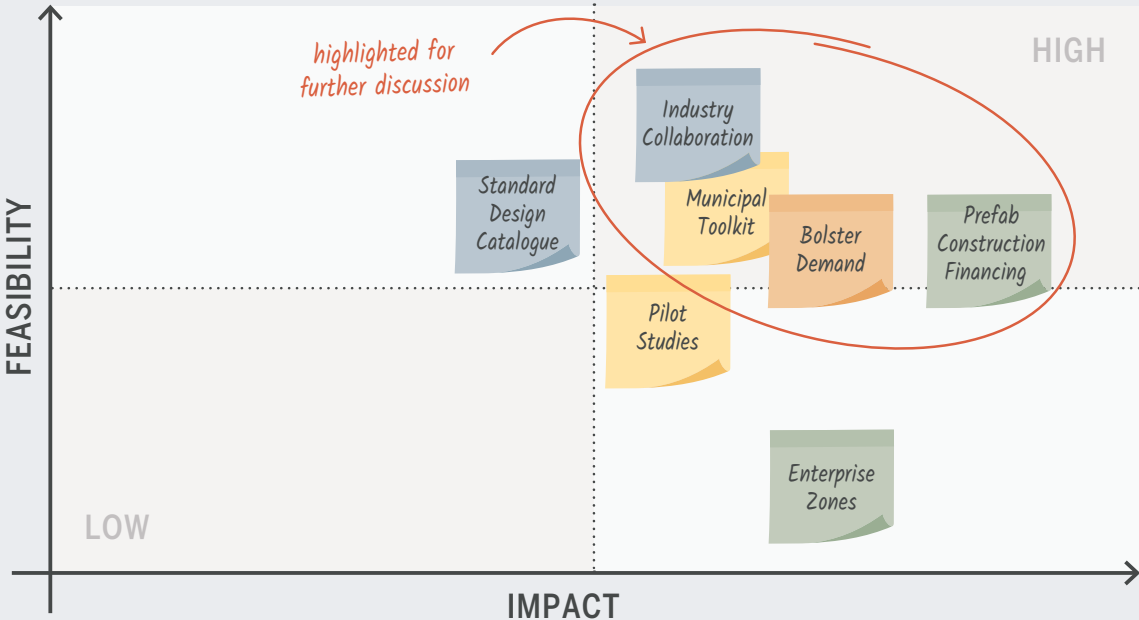 highlighted for
further discussion
HIGH
Industry
Collaboration
Standard
Design
Catalogue
Municipal
Toolkit
Bolster
Demand
Prefab
Construction
Financing
Pilot
Studies
Enterprise
Zones
LOW
FEASIBILITY
IMPACT